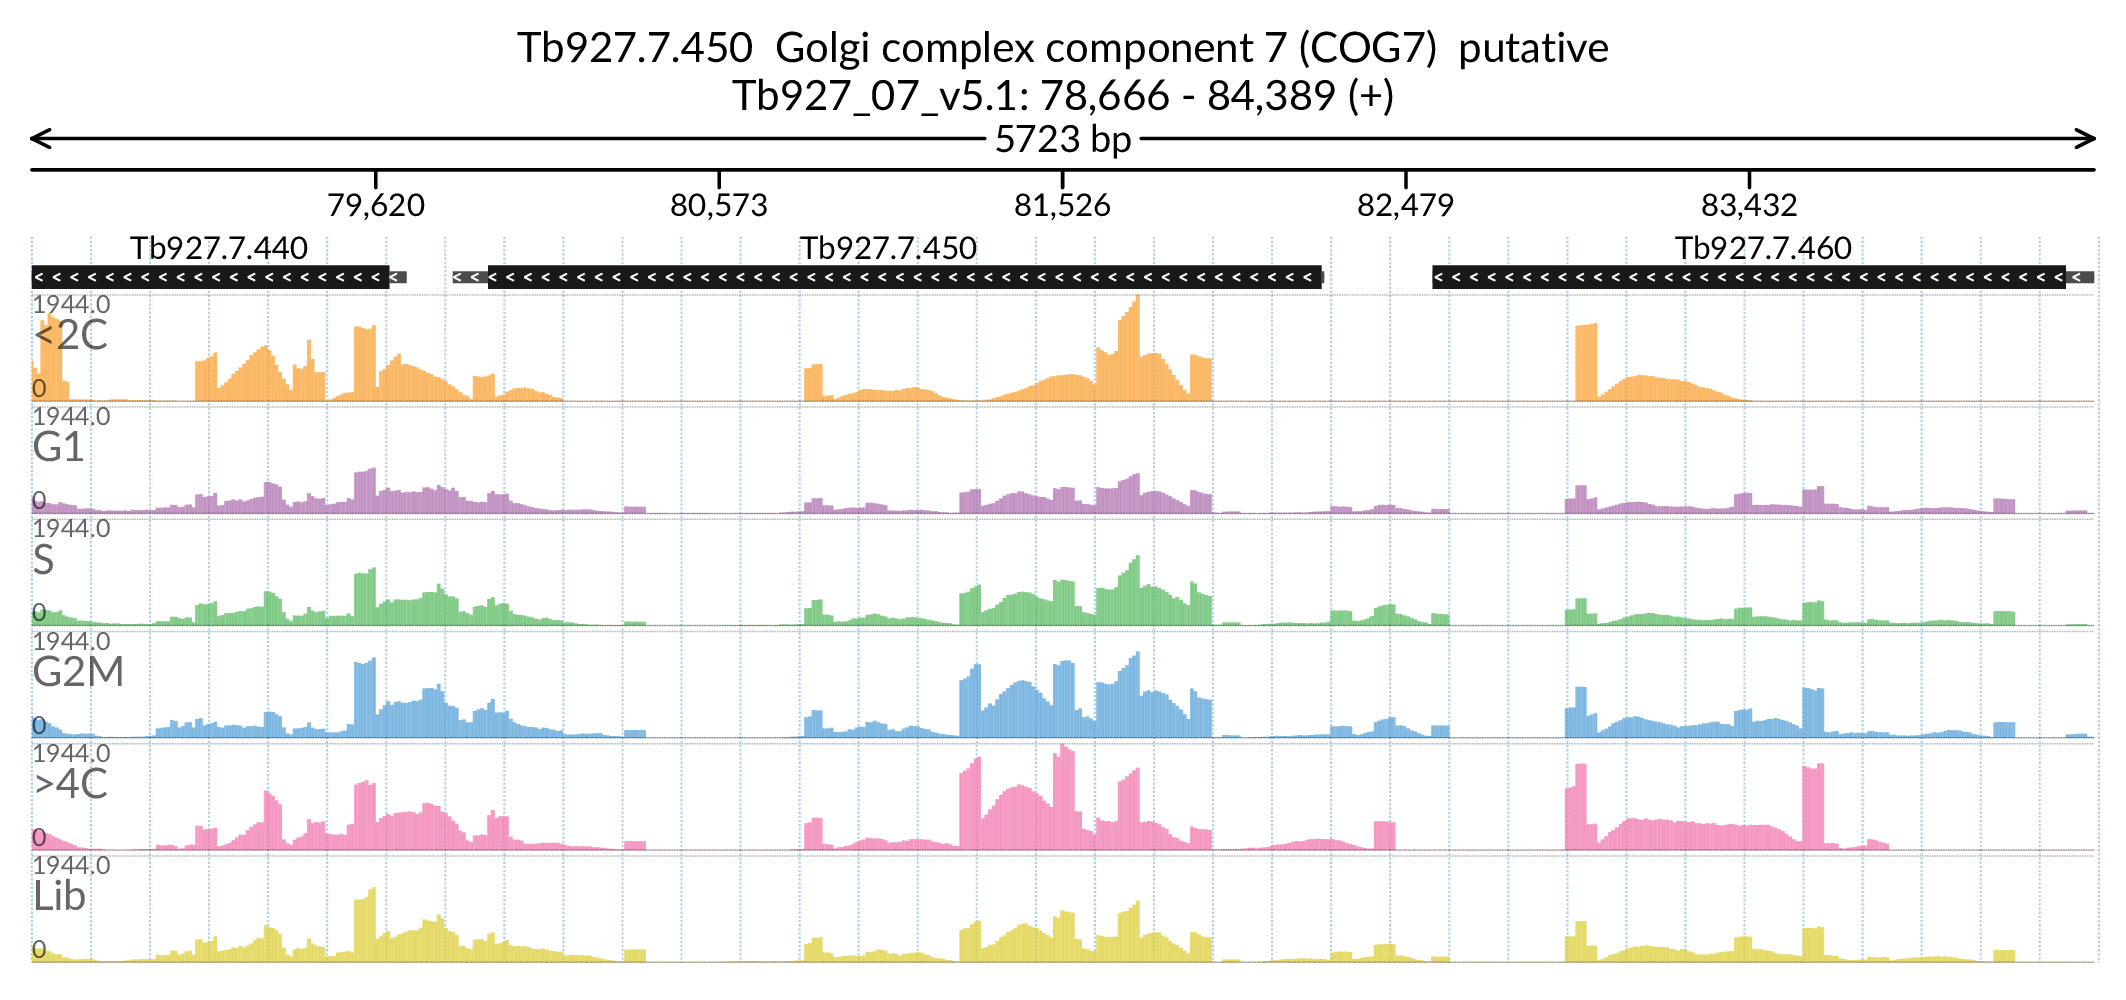 Tb927.7.450 Golgi complex component 7 (COG7) putative
Tb927_07_v5.1: 78,666 - 84,389 (+)
5723 bp
79,620 80,573 81,526 82,479 83,432
Tb927.7.440 Tb927.7.450 Tb927.7.460
1944.0
<2C
0
1944.0
G1
0
1944.0
S
0
1944.0
G2M
0
1944.0
>4C
0
1944.0
Lib
0